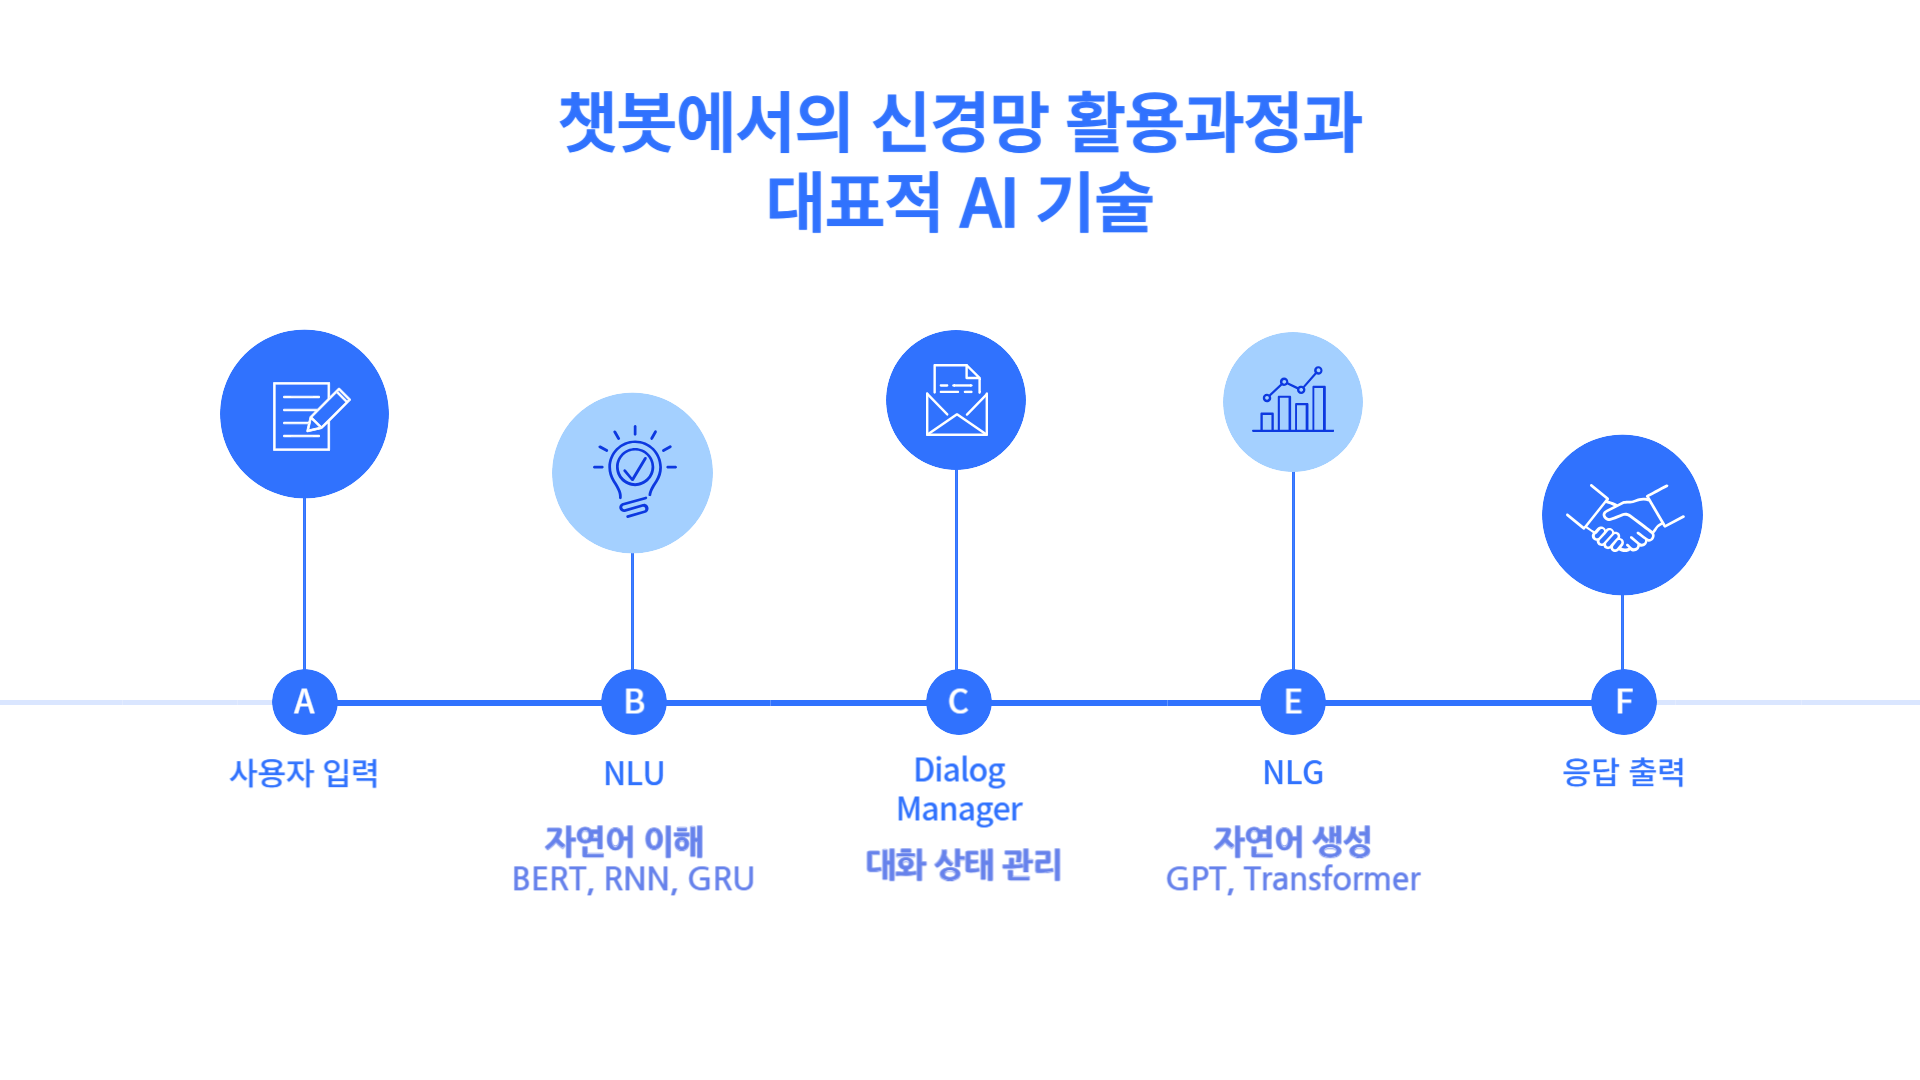 챗봇에서의 신경망 활용과정과
대표적 AI 기술
A
사용자 입력
B
NLU
자연어 이해
BERT, RNN, GRU
C
Dialog
Manager
대화 상태 관리
E
NLG
자연어 생성
GPT, Transformer
F
응답 출력